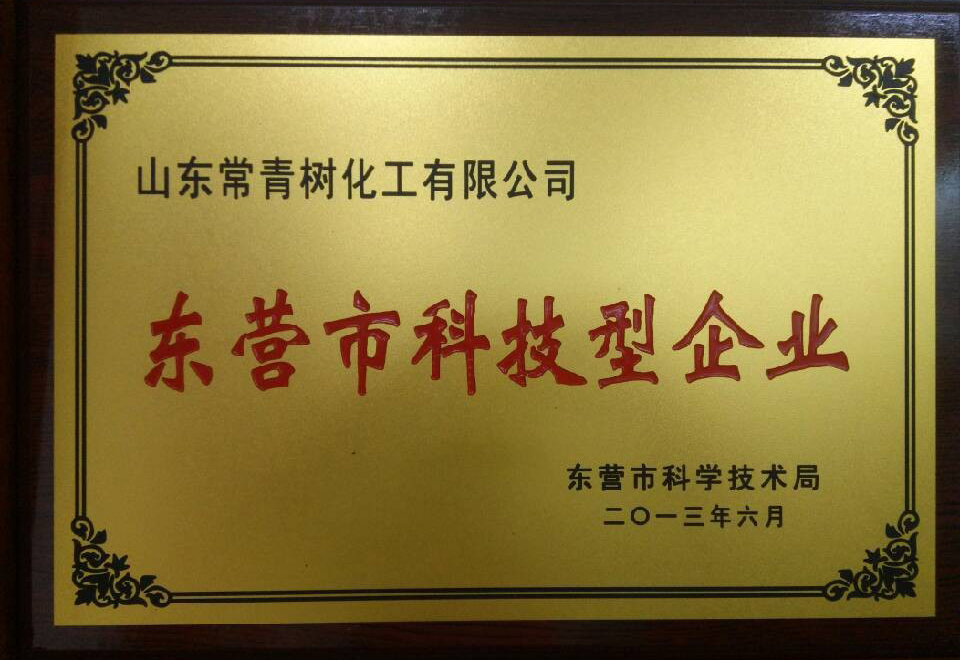 山东常青树化工有限公司
东营市科技型企业
东营市科学技术局
二〇一三年六月